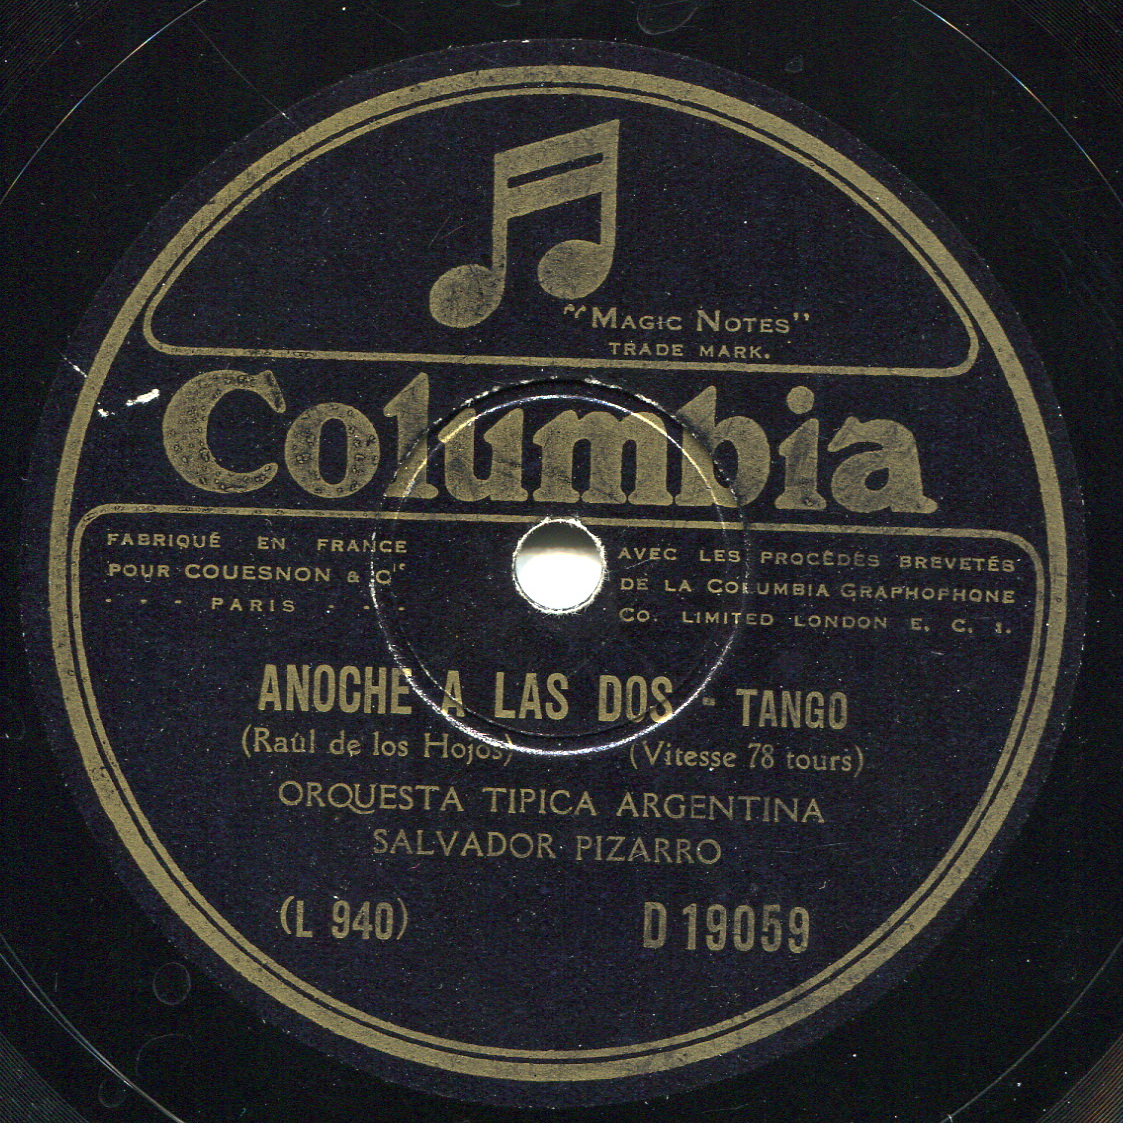 "MAGIC NOTES"
TRADE MARK.
Columbia
FABRIQUÉ EN FRANCE
POUR COUESNON & Cie
- - - PARIS - - -
AVEC LES PROCÉDÉS BREVETÉS
DE LA COLUMBIA GRAPHOPHONE
CO. LIMITED LONDON E. C. 1.
ANOCHE A LAS DOS - TANGO
(Raúl de los Hojos) (Vitesse 78 tours)
ORQUESTA TIPICA ARGENTINA
SALVADOR PIZARRO
(L 940) D 19059